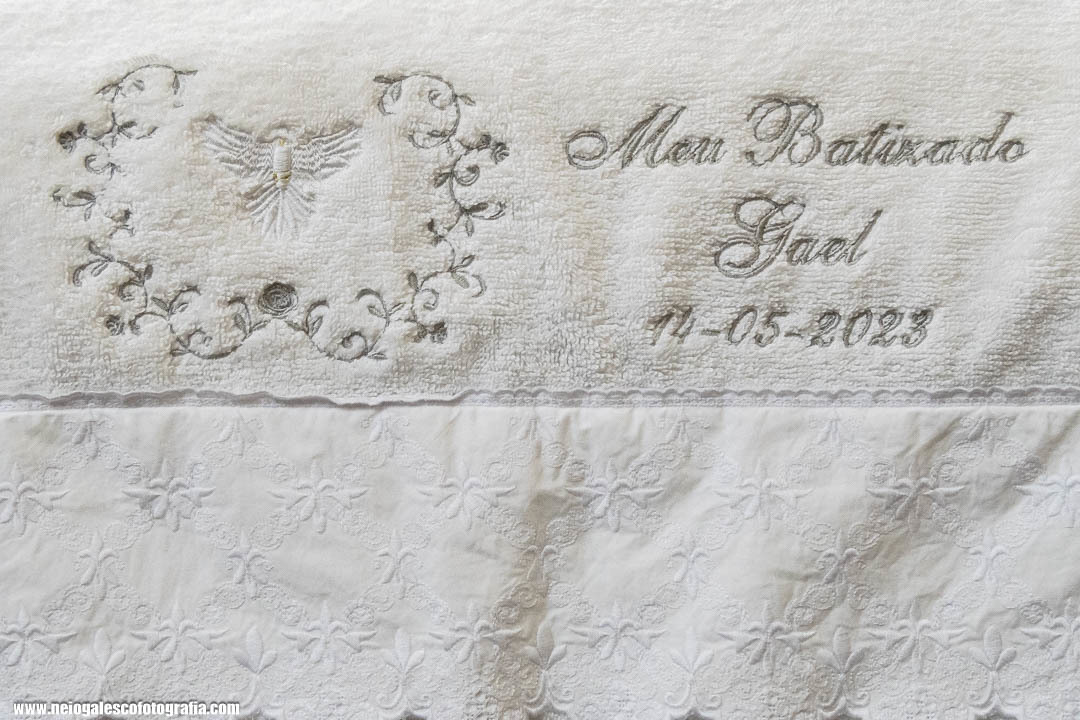 Meu Batizado
Gael
14-05-2023
www.neiogalescofotografia.com